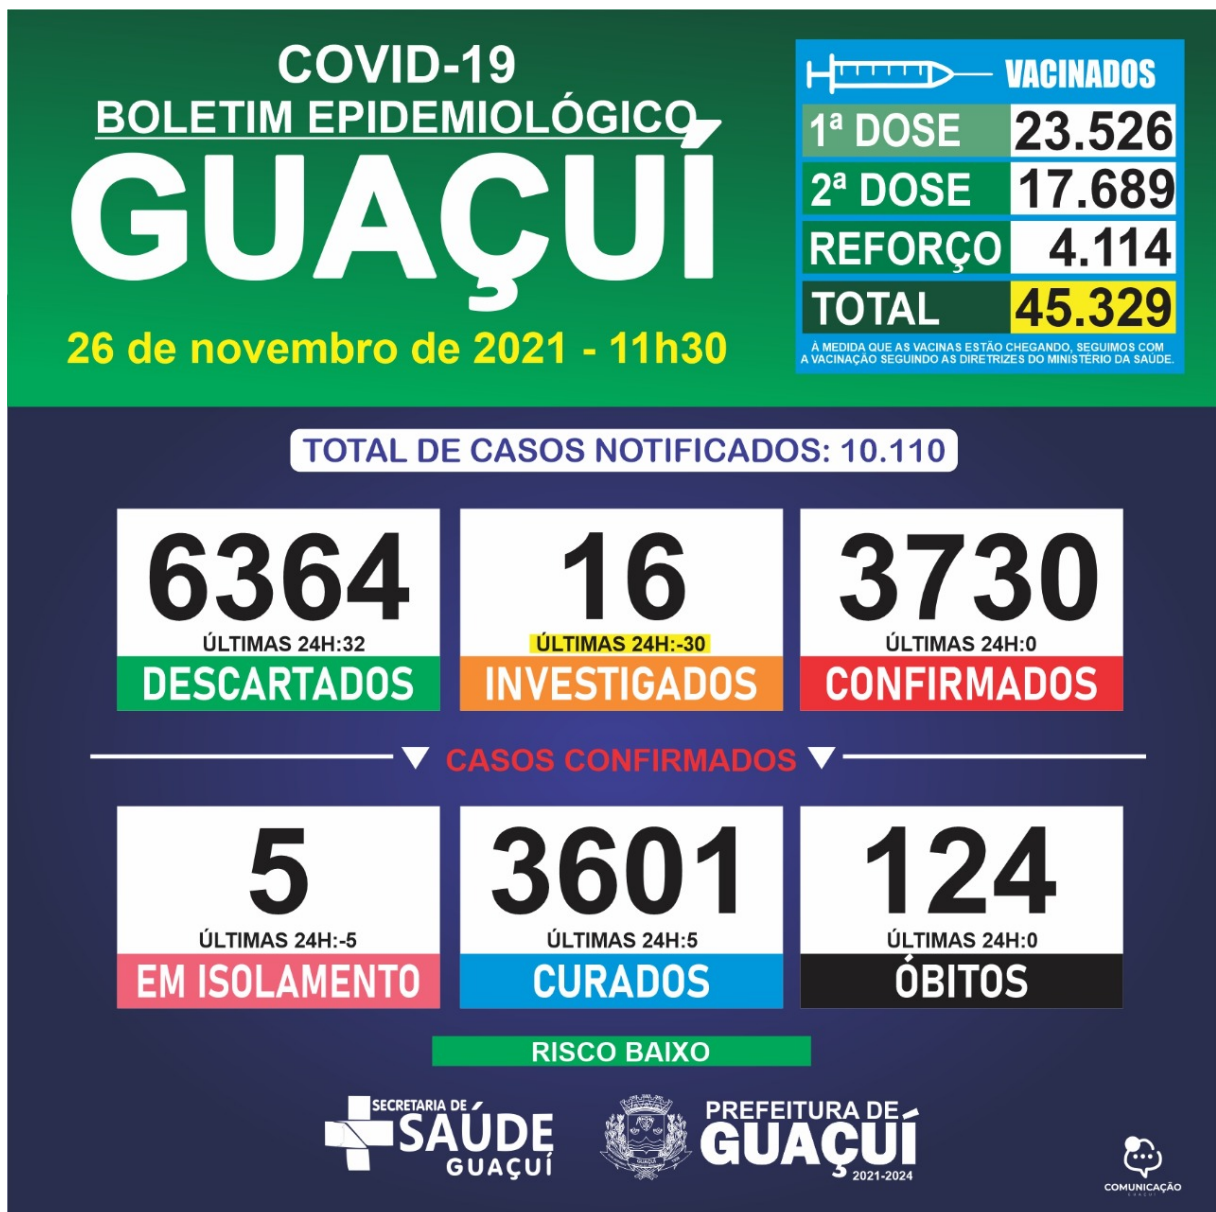 COVID-19
BOLETIM EPIDEMIOLÓGICO
GUAÇUÍ
26 de novembro de 2021 - 11h30
VACINADOS
1ª DOSE 23.526
2ª DOSE 17.689
REFORÇO 4.114
TOTAL 45.329
À MEDIDA QUE AS VACINAS ESTÃO CHEGANDO, SEGUIMOS COM
A VACINAÇÃO SEGUINDO AS DIRETRIZES DO MINISTÉRIO DA SAÚDE.
TOTAL DE CASOS NOTIFICADOS: 10.110
6364
ÚLTIMAS 24H:32
DESCARTADOS
16
ÚLTIMAS 24H:-30
INVESTIGADOS
3730
ÚLTIMAS 24H:0
CONFIRMADOS
CASOS CONFIRMADOS
5
ÚLTIMAS 24H:-5
EM ISOLAMENTO
3601
ÚLTIMAS 24H:5
CURADOS
124
ÚLTIMAS 24H:0
ÓBITOS
RISCO BAIXO
SECRETARIA DE
SAÚDE
GUAÇUÍ
GUAÇUÍ
PREFEITURA DE
GUAÇUÍ
2021-2024
COMUNICAÇÃO
GUAÇUÍ